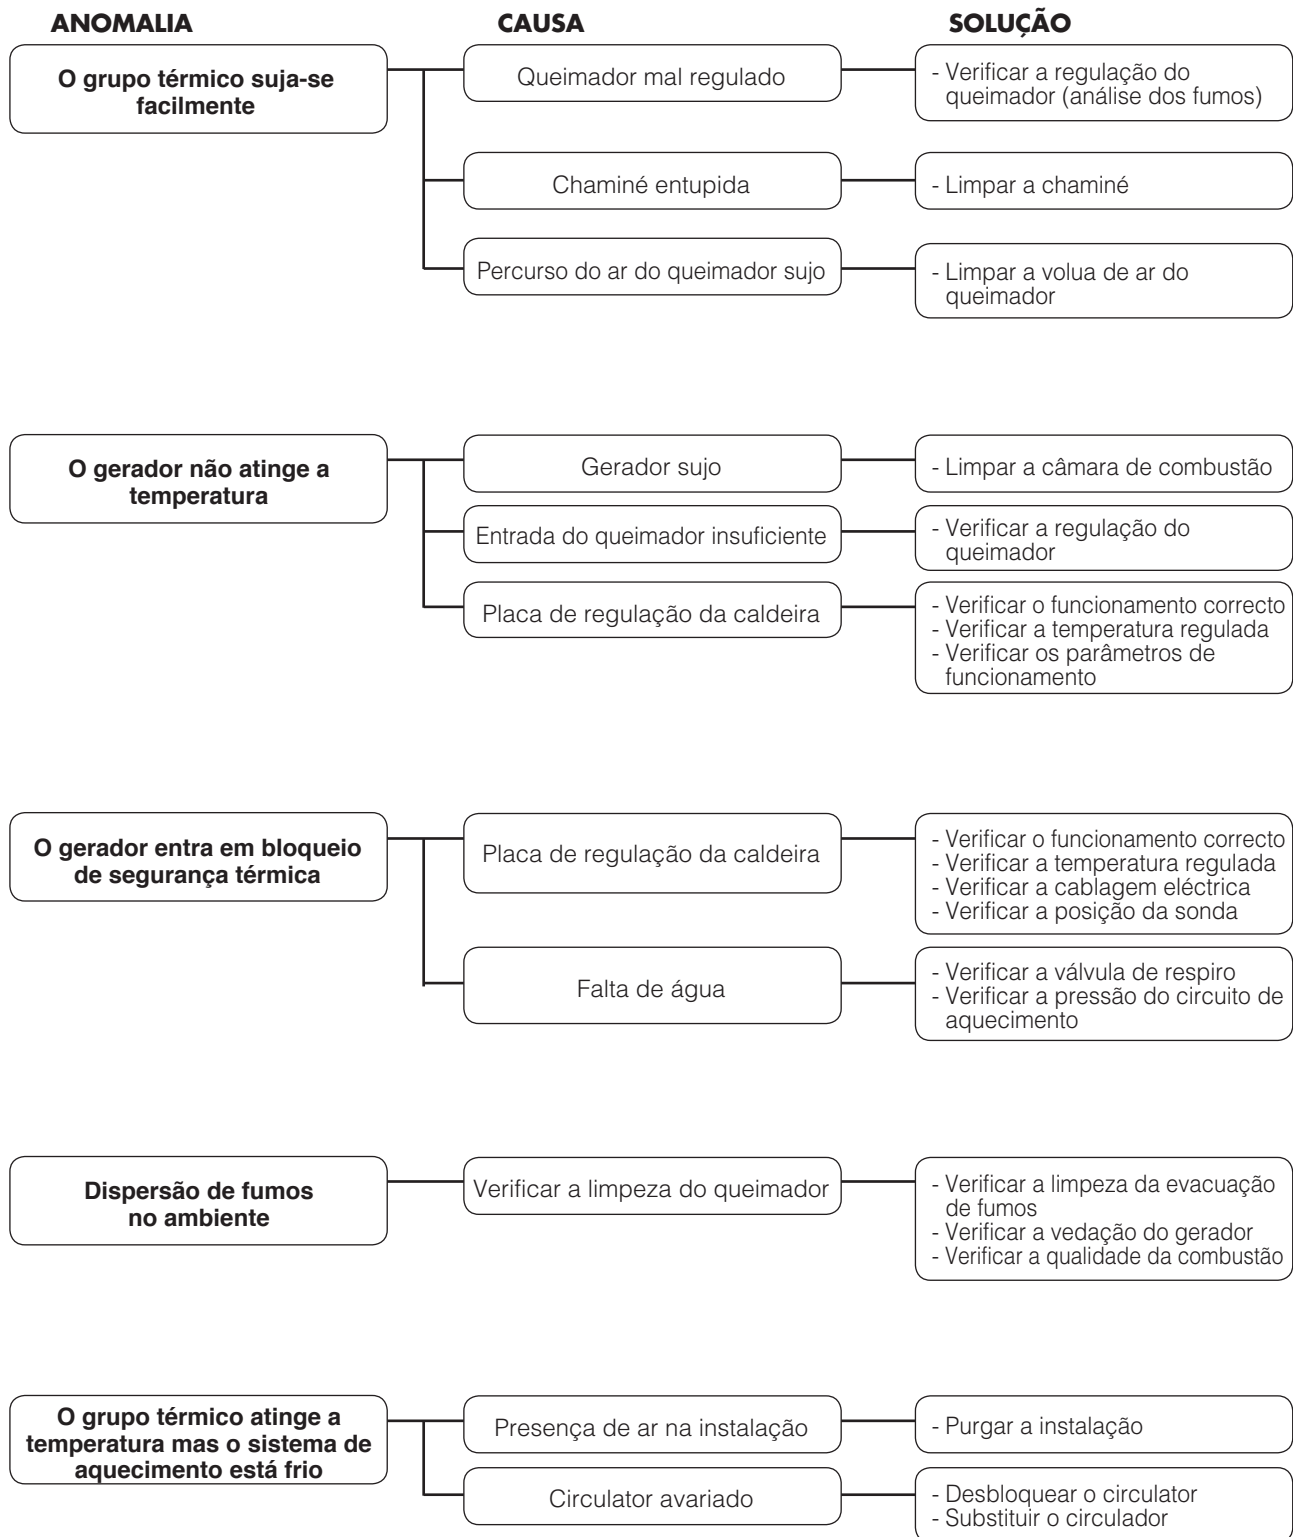 ANOMALIA
CAUSA
SOLUÇÃO
O grupo térmico suja-se
facilmente
Queimador mal regulado
- Verificar a regulação do
queimador (análise dos fumos)
Chaminé entupida
- Limpar a chaminé
Percurso do ar do queimador sujo
- Limpar a volua de ar do
queimador
O gerador não atinge a
temperatura
Gerador sujo
- Limpar a câmara de combustão
Entrada do queimador insuficiente
- Verificar a regulação do
queimador
Placa de regulação da caldeira
- Verificar o funcionamento correcto
- Verificar a temperatura regulada
- Verificar os parâmetros de
funcionamento
O gerador entra em bloqueio
de segurança térmica
Placa de regulação da caldeira
- Verificar o funcionamento correcto
- Verificar a temperatura regulada
- Verificar a cablagem eléctrica
- Verificar a posição da sonda
Falta de água
- Verificar a válvula de respiro
- Verificar a pressão do circuito de
aquecimento
Dispersão de fumos
no ambiente
Verificar a limpeza do queimador
- Verificar a limpeza da evacuação
de fumos
- Verificar a vedação do gerador
- Verificar a qualidade da combustão
O grupo térmico atinge a
temperatura mas o sistema de
aquecimento está frio
Presença de ar na instalação
- Purgar a instalação
Circulator avariado
- Desbloquear o circulator
- Substituir o circulador